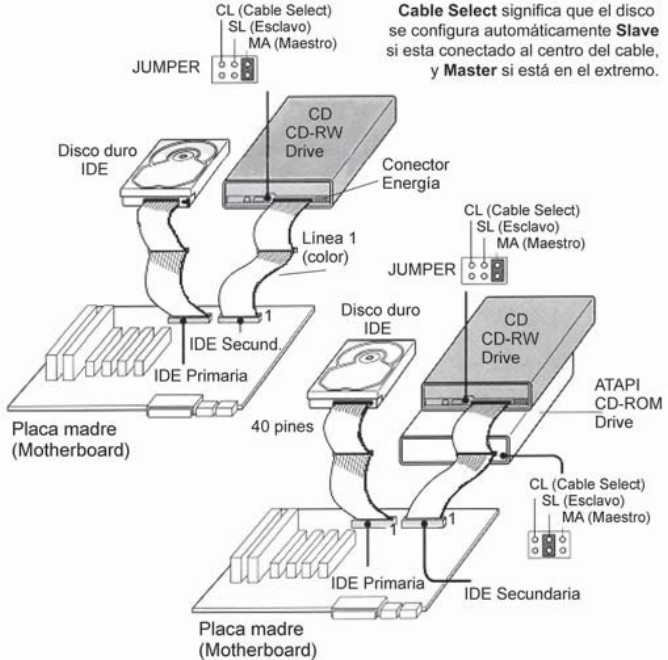 CL (Cable Select)
SL (Esclavo)
MA (Maestro)
JUMPER
Cable Select significa que el disco
se configura automáticamente Slave
si esta conectado al centro del cable,
y Master si está en el extremo.
CD
CD-RW
Drive
Disco duro
IDE
Conector
Energía
Línea 1
(color)
1
IDE Secund.
IDE Primaria
Placa madre
(Motherboard)
CL (Cable Select)
SL (Esclavo)
MA (Maestro)
JUMPER
Disco duro
IDE
CD
CD-RW
Drive
ATAPI
CD-ROM
Drive
40 pines
CL (Cable Select)
SL (Esclavo)
MA (Maestro)
1
1
IDE Primaria
IDE Secundaria
Placa madre
(Motherboard)